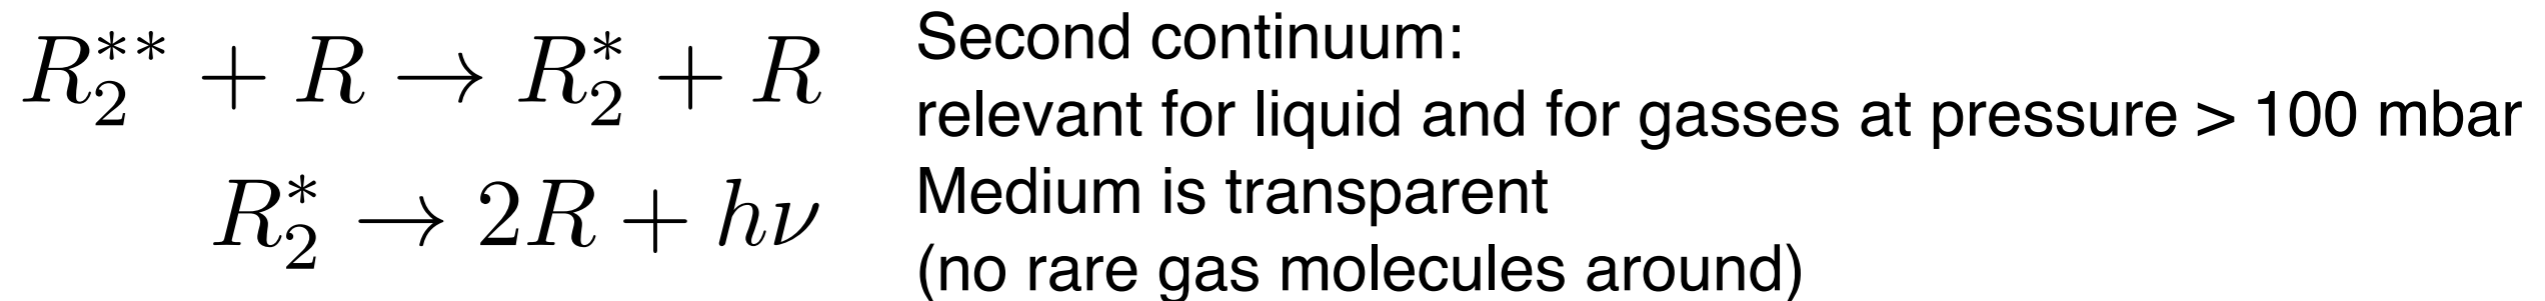 R₂** + R → R₂* + R
R₂* → 2R + hν
Second continuum:
relevant for liquid and for gasses at pressure > 100 mbar
Medium is transparent
(no rare gas molecules around)